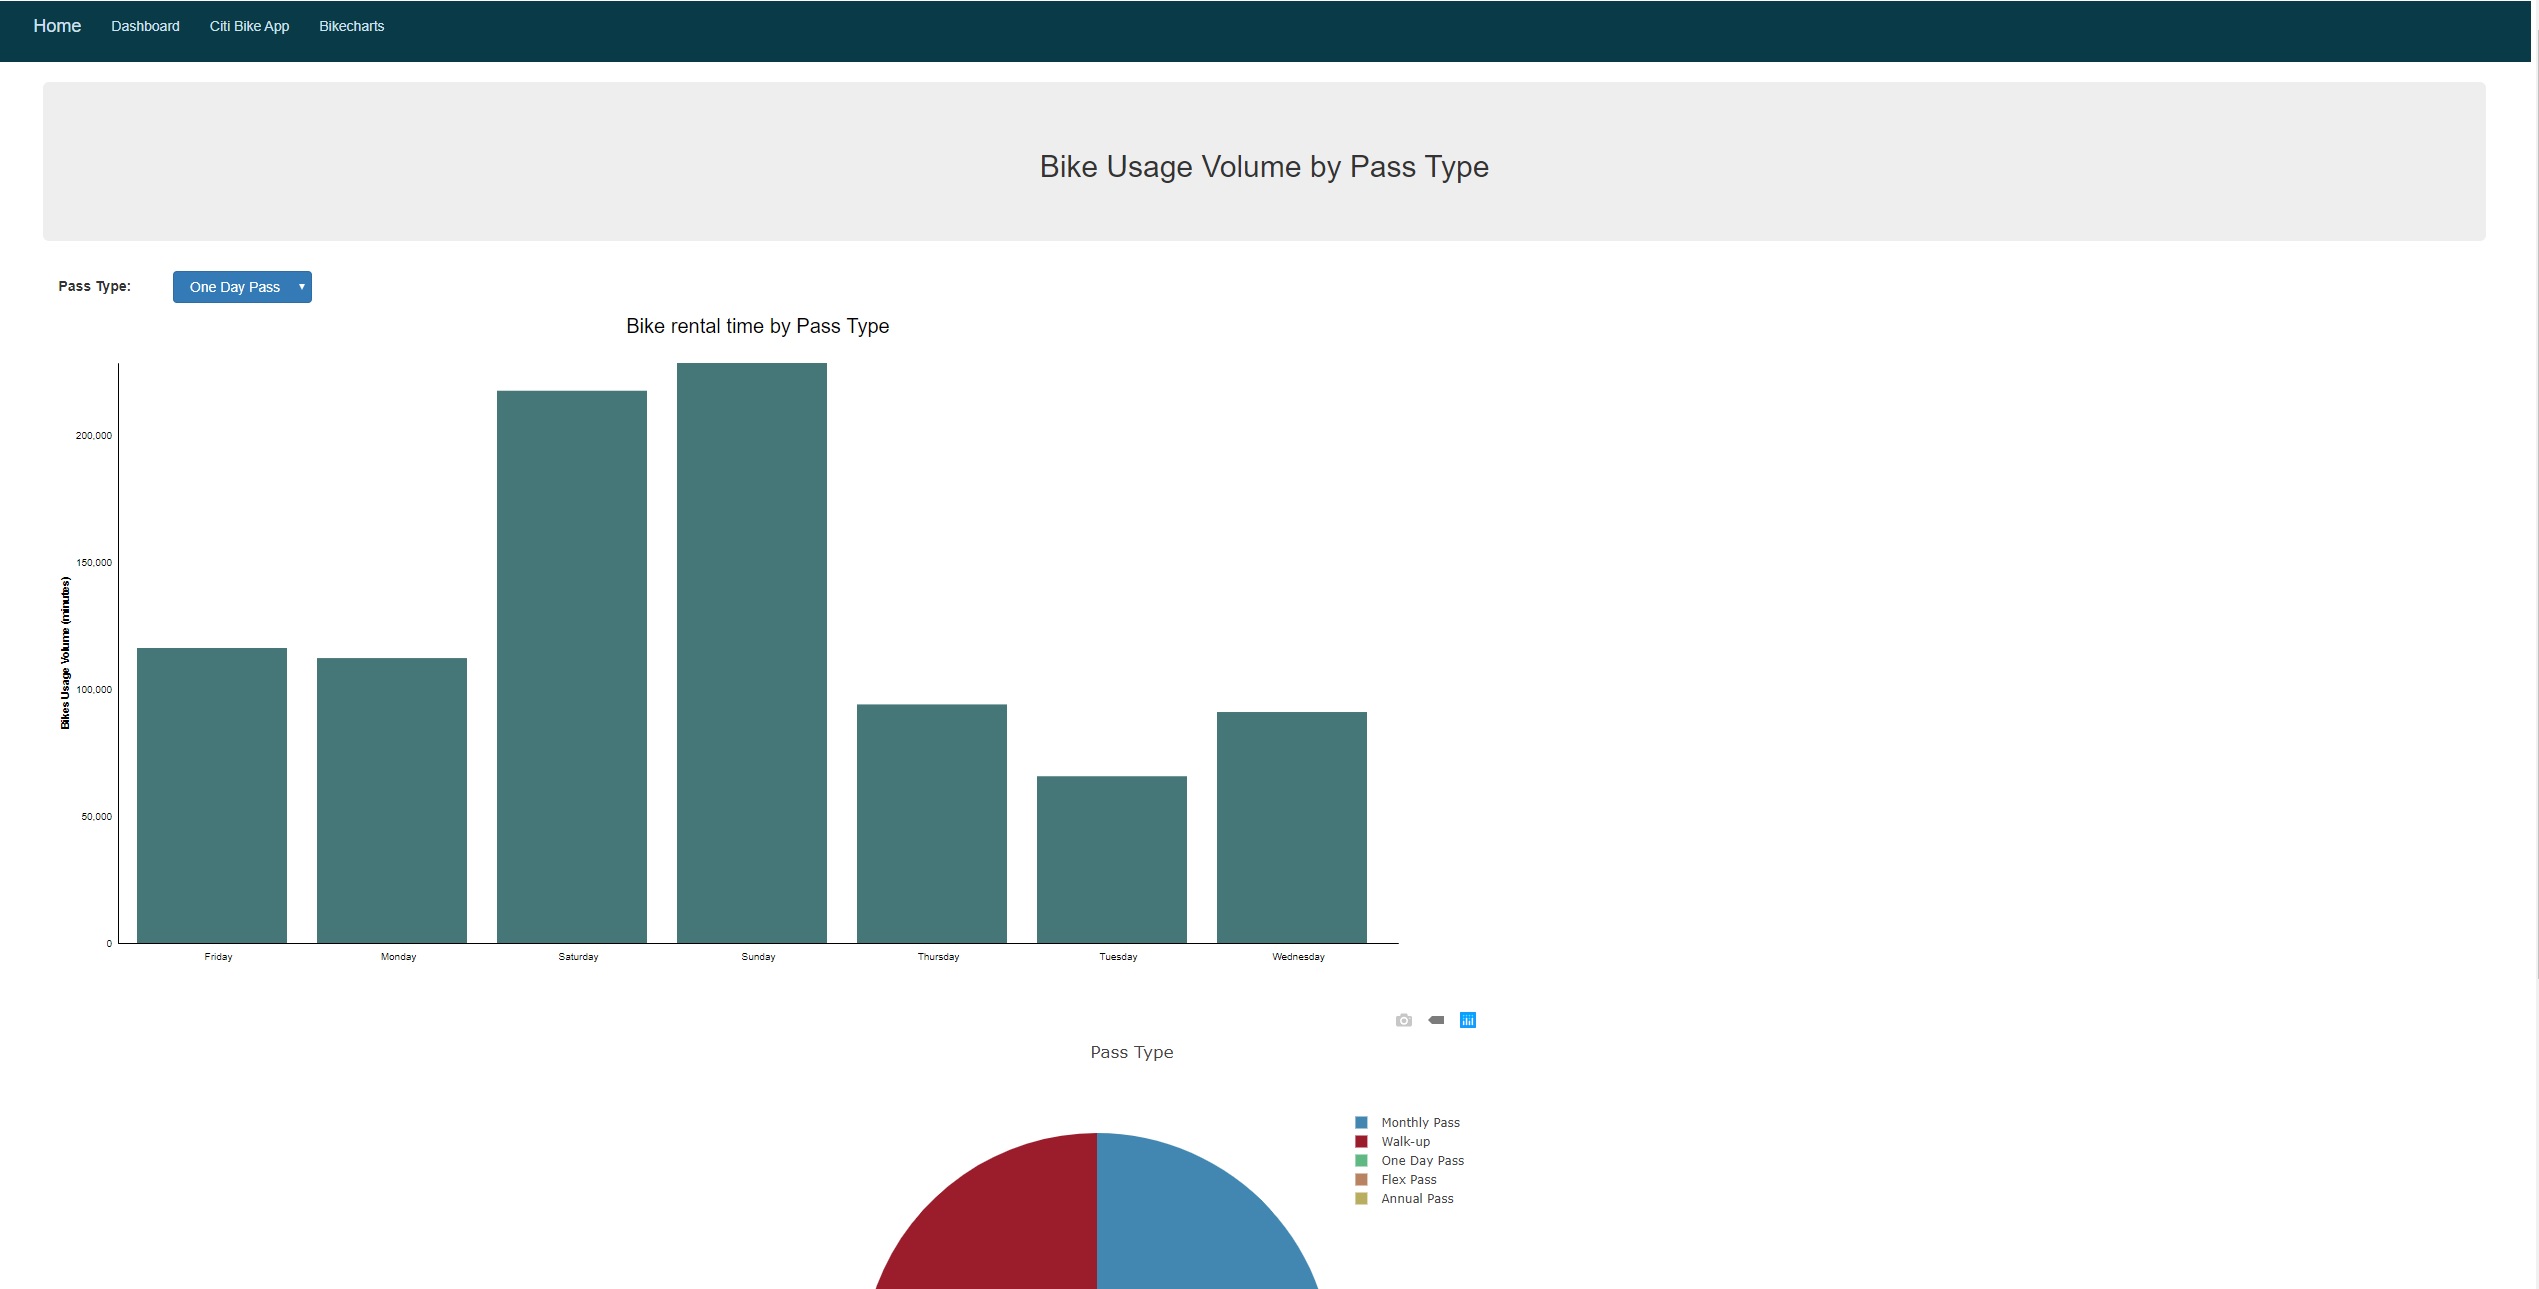 Home Dashboard Citi Bike App Bikecharts
Bike Usage Volume by Pass Type
Pass Type: One Day Pass
Bike rental time by Pass Type
Bikes Usage Volume (minutes)
200,000
150,000
100,000
50,000
0
Friday Monday Saturday Sunday Thursday Tuesday Wednesday
Pass Type
Monthly Pass
Walk-up
One Day Pass
Flex Pass
Annual Pass